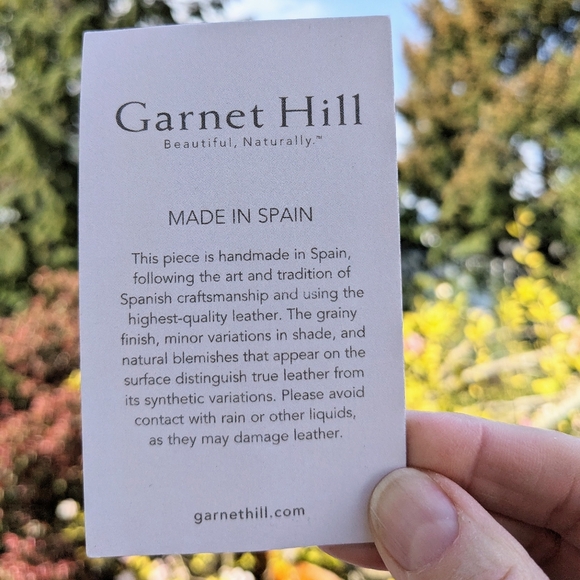 Garnet Hill
Beautiful, Naturally.™
MADE IN SPAIN
This piece is handmade in Spain,
following the art and tradition of
Spanish craftsmanship and using the
highest-quality leather. The grainy
finish, minor variations in shade, and
natural blemishes that appear on the
surface distinguish true leather from
its synthetic variations. Please avoid
contact with rain or other liquids,
as they may damage leather.
garnethill.com